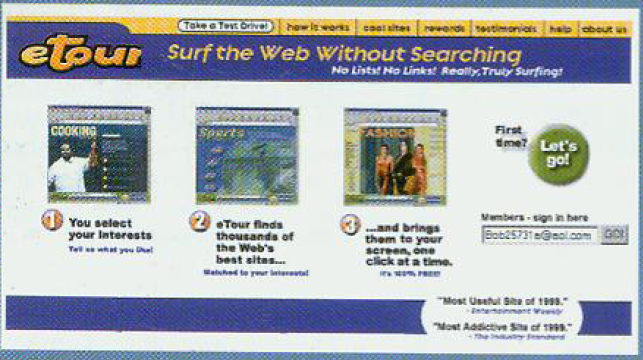 Take a Test Drive!
how it works
cool sites
rewards
testimonials
help
about us
eTour
Surf the Web Without Searching
No Lists! No Links! Really, Truly Surfing!
COOKING
Sports
FASHION
1
You select
your interests
Tell us what you like!
2
eTour finds
thousands of
the Web's
best sites...
Matched to your interests!
3
...and brings
them to your
screen, one
click at a time.
It's 100% FREE!
First
time?
Let's
go!
Members - sign in here
GO!
"Most Useful Site of 1999."
- Entertainment Weekly
"Most Addictive Site of 1999."
- The Industry Standard